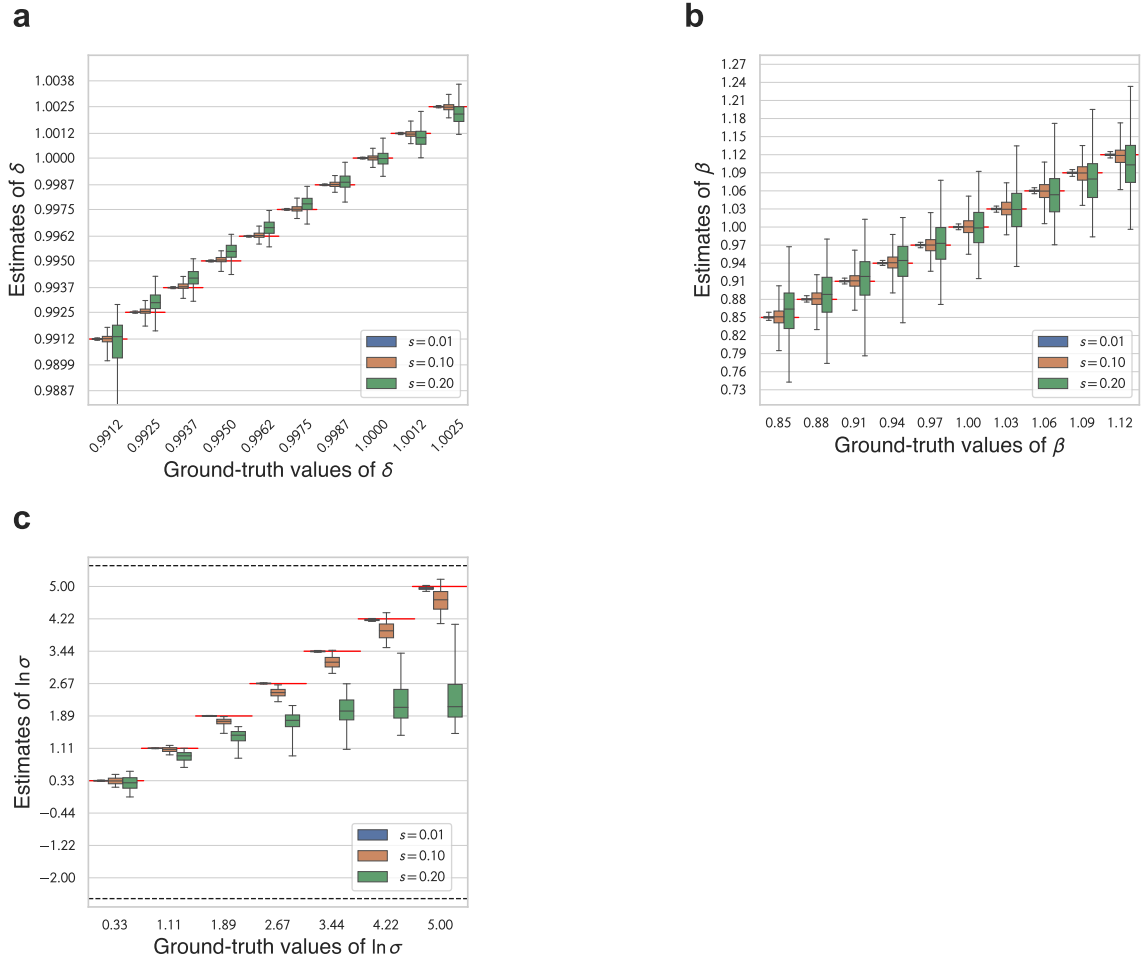 a
Estimates of δ
1.0038
1.0025
1.0012
1.0000
0.9987
0.9975
0.9962
0.9950
0.9937
0.9925
0.9912
0.9899
0.9887
s = 0.01
s = 0.10
s = 0.20
0.9912 0.9925 0.9937 0.9950 0.9962 0.9975 0.9987 1.0000 1.0012 1.0025
Ground-truth values of δ
b
Estimates of β
1.27
1.24
1.21
1.18
1.15
1.12
1.09
1.06
1.03
1.00
0.97
0.94
0.91
0.88
0.85
0.82
0.79
0.76
0.73
s = 0.01
s = 0.10
s = 0.20
0.85 0.88 0.91 0.94 0.97 1.00 1.03 1.06 1.09 1.12
Ground-truth values of β
c
Estimates of ln σ
5.00
4.22
3.44
2.67
1.89
1.11
0.33
−0.44
−1.22
−2.00
s = 0.01
s = 0.10
s = 0.20
0.33 1.11 1.89 2.67 3.44 4.22 5.00
Ground-truth values of ln σ